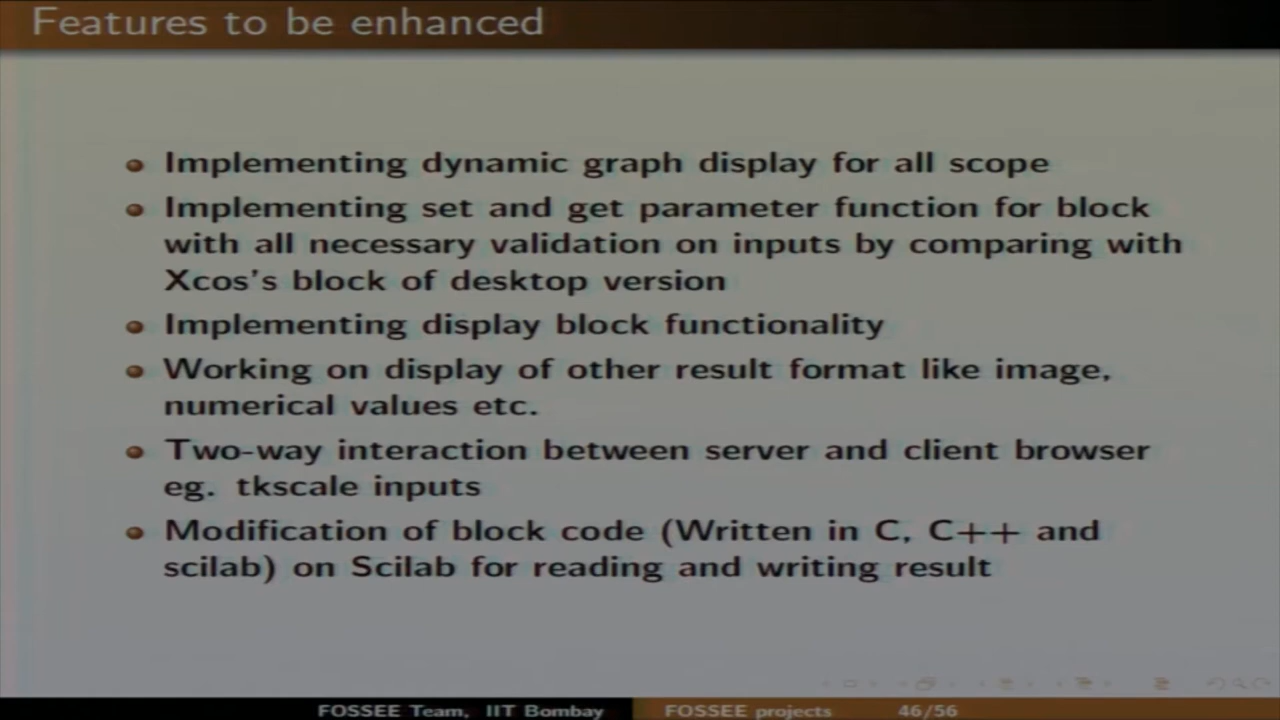 Features to be enhanced
Implementing dynamic graph display for all scope
Implementing set and get parameter function for block
with all necessary validation on inputs by comparing with
Xcos's block of desktop version
Implementing display block functionality
Working on display of other result format like image,
numerical values etc.
Two-way interaction between server and client browser
eg. tkscale inputs
Modification of block code (Written in C, C++ and
scilab) on Scilab for reading and writing result
FOSSEE Team, IIT Bombay FOSSEE projects 46/56